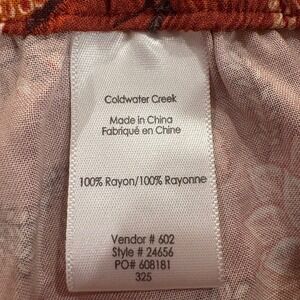 Coldwater Creek
Made in China
Fabriqué en Chine
100% Rayon/100% Rayonne
Vendor # 602
Style # 24656
PO# 608181
325